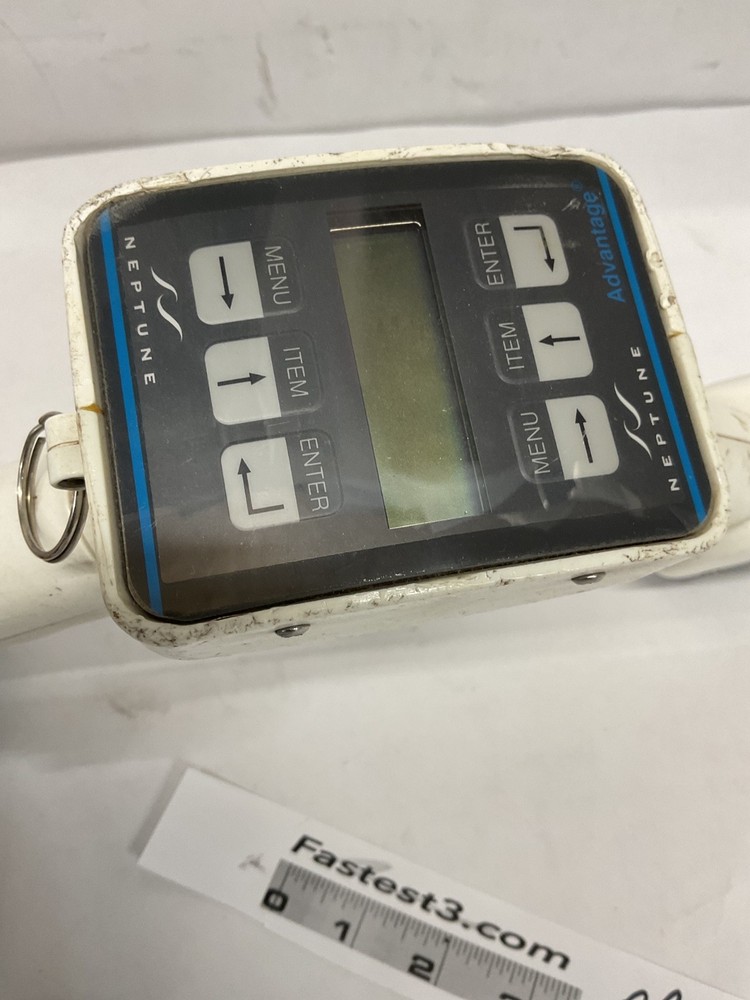 NEPTUNE
MENU
ITEM
ENTER
ENTER
ITEM
MENU
Advantage®
NEPTUNE
Fastest3.com
0 1 2